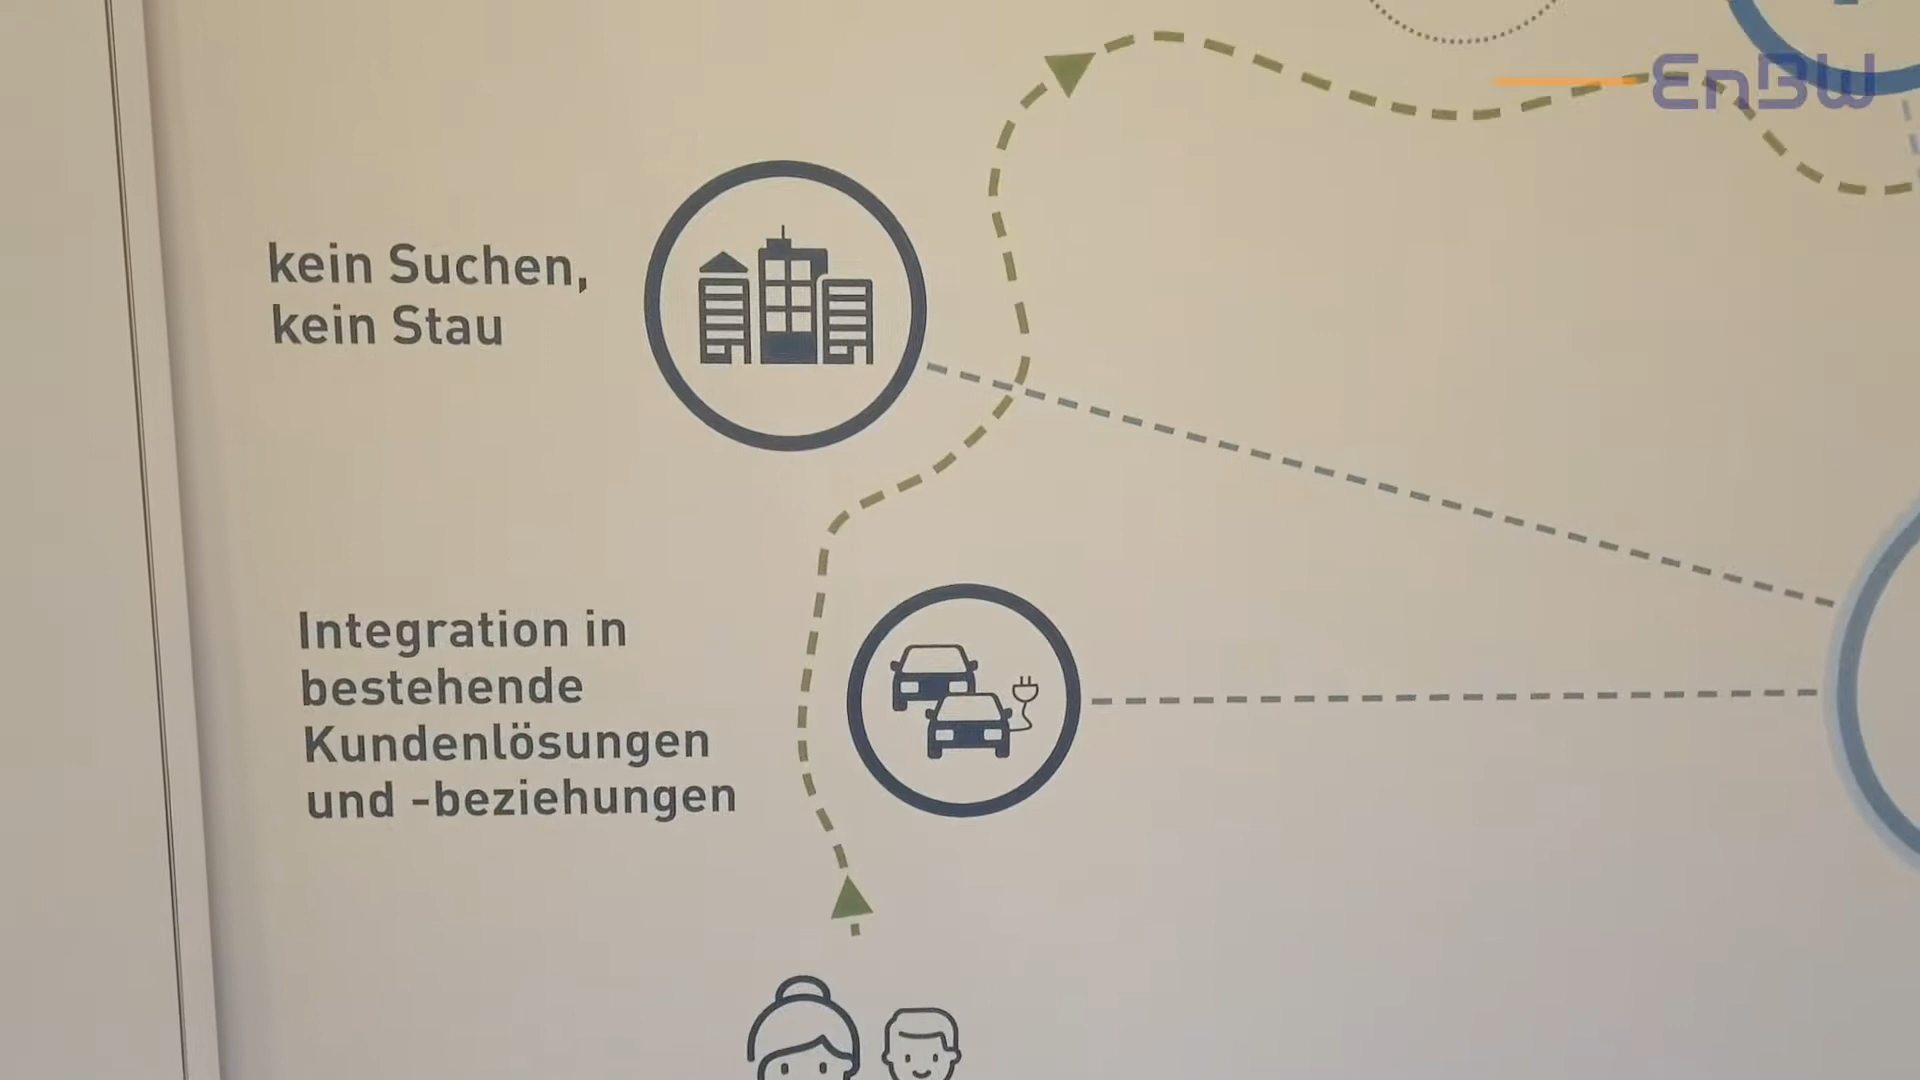 EnBW
kein Suchen,
kein Stau
Integration in
bestehende
Kundenlösungen
und -beziehungen